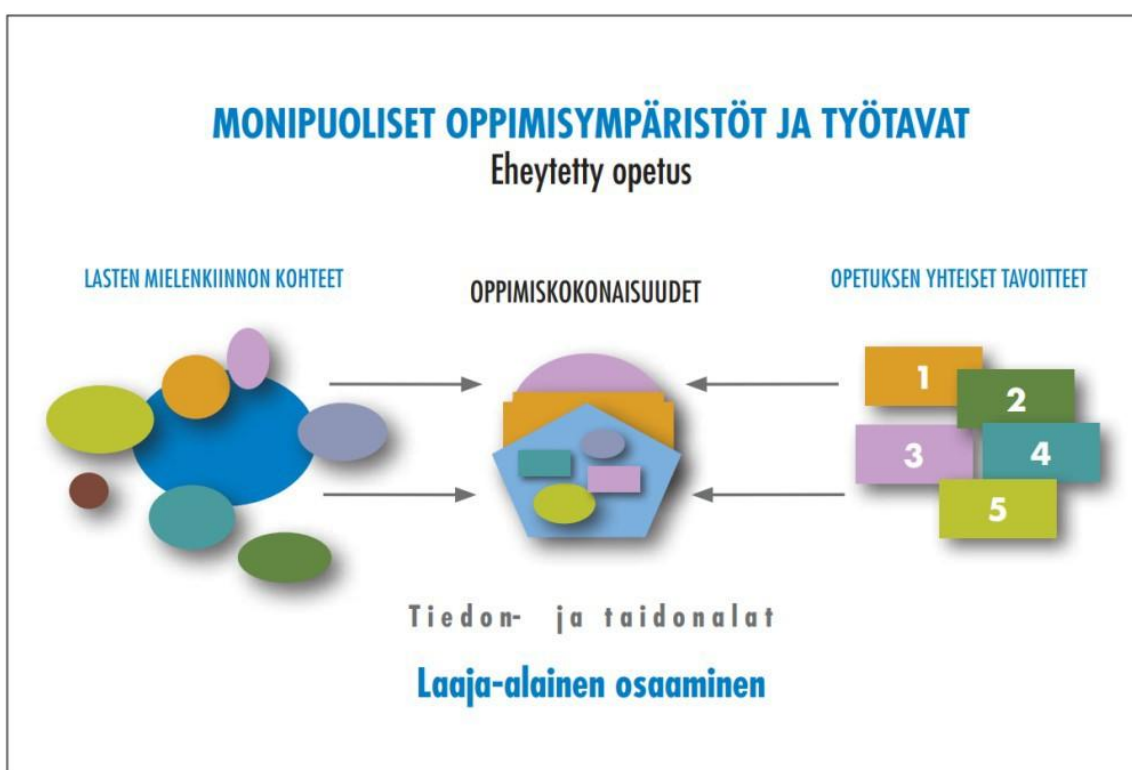 MONIPUOLISET OPPIMISYMPÄRISTÖT JA TYÖTAVAT
Eheytetty opetus
LASTEN MIELENKIINNON KOHTEET
OPPIMISKOKONAISUUDET
OPETUKSEN YHTEISET TAVOITTEET
1
2
3
4
5
Tiedon- ja taidonalat
Laaja-alainen osaaminen